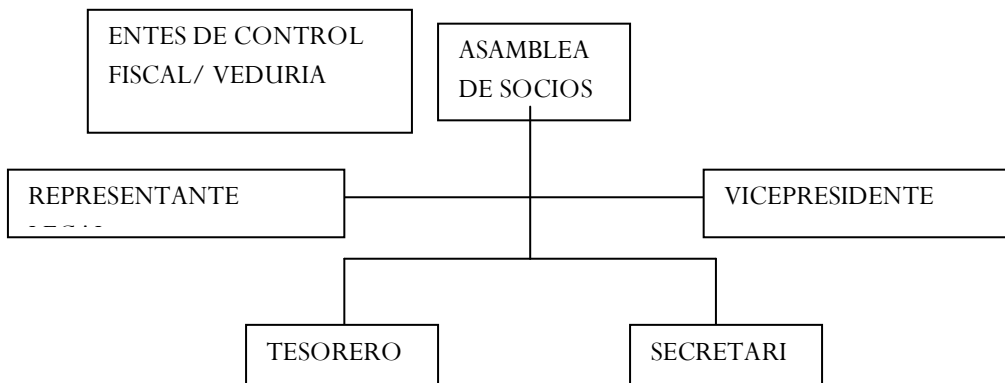 ENTES DE CONTROL
FISCAL/ VEDURIA
ASAMBLEA
DE SOCIOS
REPRESENTANTE
VICEPRESIDENTE
TESORERO
SECRETARI